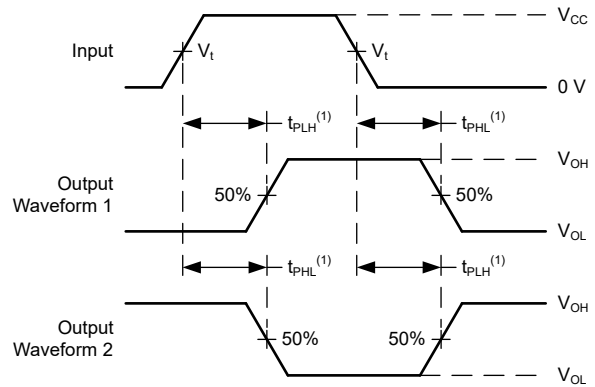 V_CC
Input
V_t
V_t
0 V
t_PLH^(1)
t_PHL^(1)
V_OH
Output
Waveform 1
50%
50%
V_OL
t_PHL^(1)
t_PLH^(1)
V_OH
Output
Waveform 2
50%
50%
V_OL